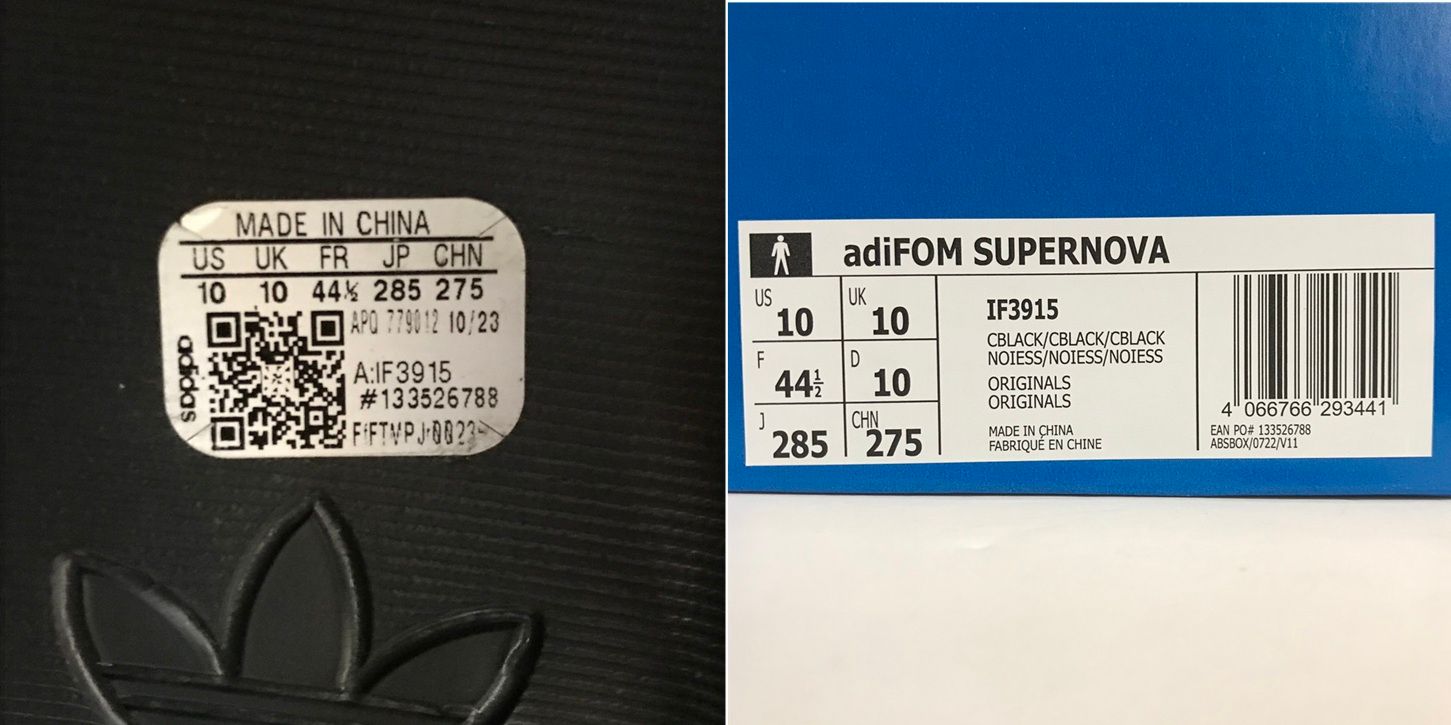 MADE IN CHINA
US UK FR JP CHN
10 10 44½ 285 275
APQ 779012 10/23
A:IF3915
#133526788
adidas
adiFOM SUPERNOVA
US 10 UK 10
F 44½ D 10
J 285 CHN 275
IF3915
CBLACK/CBLACK/CBLACK
NOIESS/NOIESS/NOIESS
ORIGINALS
ORIGINALS
MADE IN CHINA
FABRIQUÉ EN CHINE
4 066766 293441
EAN PO# 133526788
ABSBOX/0722/V11